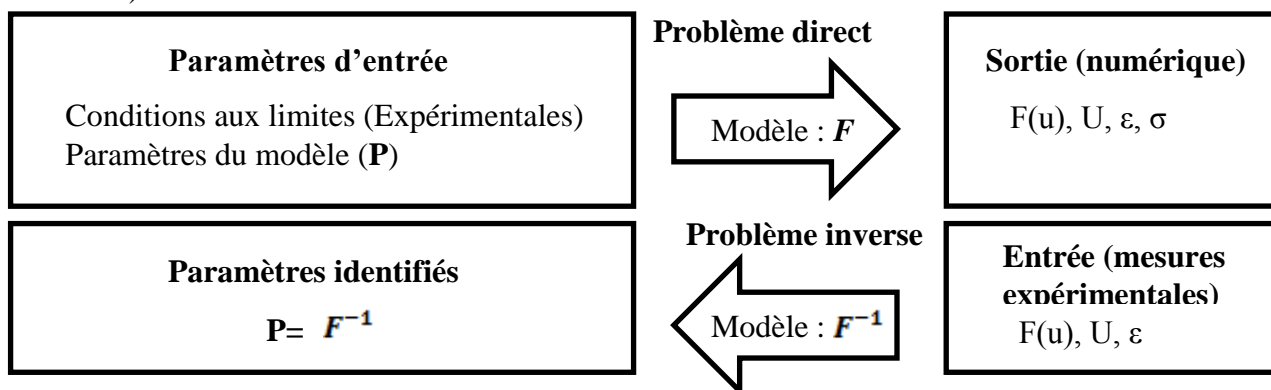 Problème direct
Paramètres d'entrée
Conditions aux limites (Expérimentales)
Paramètres du modèle (P)
Modèle : F
Sortie (numérique)
F(u), U, ε, σ
Problème inverse
Paramètres identifiés
P= F⁻¹
Modèle : F⁻¹
Entrée (mesures
expérimentales)
F(u), U, ε